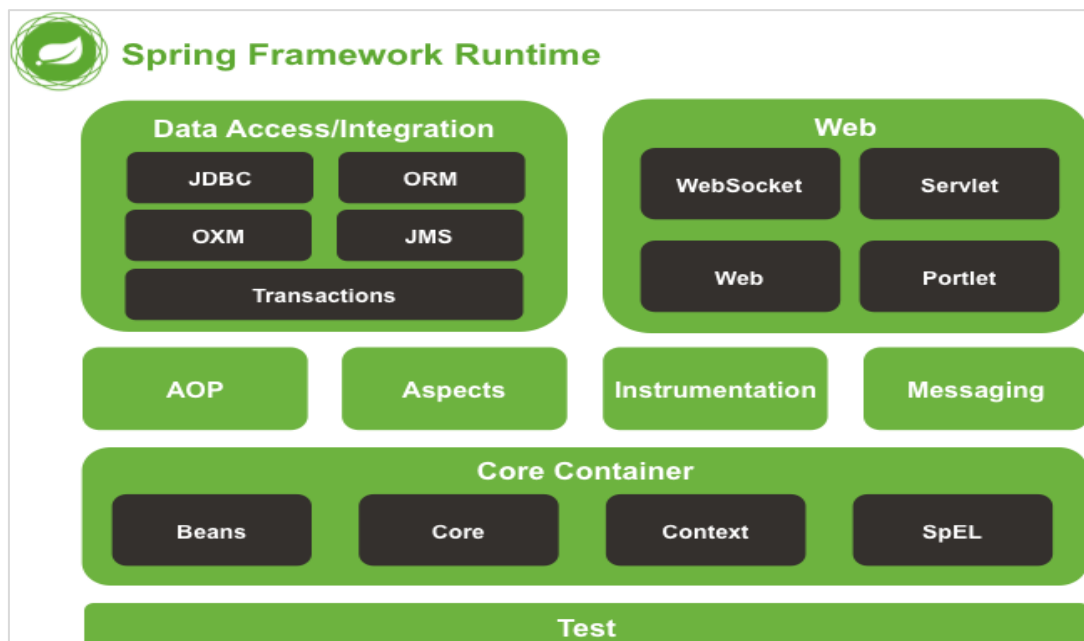 Spring Framework Runtime
Data Access/Integration
JDBC
ORM
OXM
JMS
Transactions
Web
WebSocket
Servlet
Web
Portlet
AOP
Aspects
Instrumentation
Messaging
Core Container
Beans
Core
Context
SpEL
Test